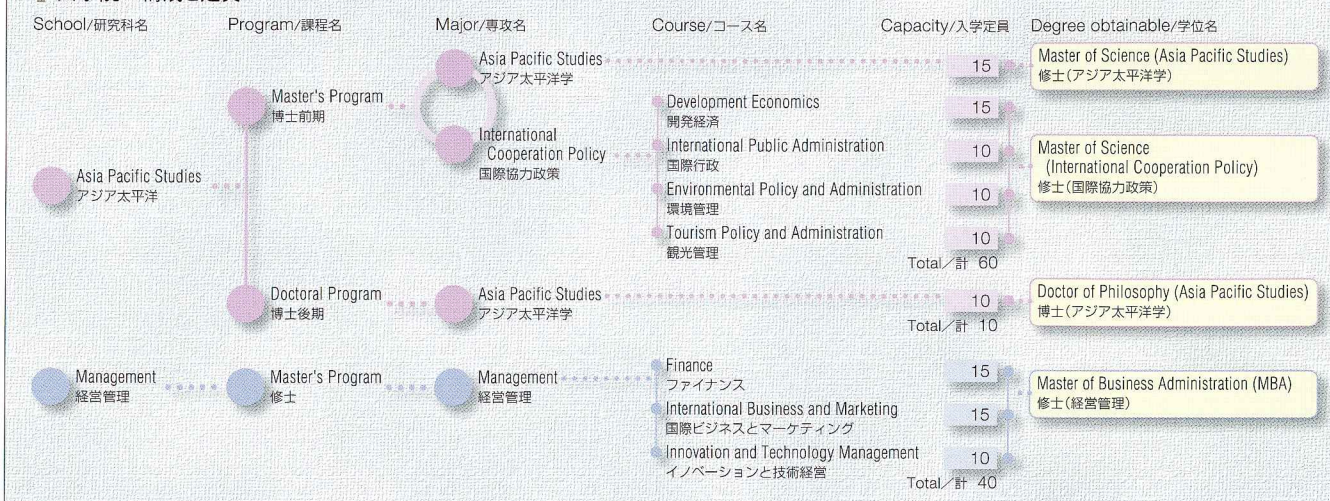 School/研究科名 Program/課程名 Major/専攻名 Course/コース名 Capacity/入学定員 Degree obtainable/学位名
Asia Pacific Studies
アジア太平洋
Master's Program
博士前期
Asia Pacific Studies
アジア太平洋学
15
Master of Science (Asia Pacific Studies)
修士(アジア太平洋学)
International
Cooperation Policy
国際協力政策
Development Economics
開発経済
15
International Public Administration
国際行政
10
Environmental Policy and Administration
環境管理
10
Tourism Policy and Administration
観光管理
10
Total/計 60
Master of Science
(International Cooperation Policy)
修士(国際協力政策)
Doctoral Program
博士後期
Asia Pacific Studies
アジア太平洋学
10
Total/計 10
Doctor of Philosophy (Asia Pacific Studies)
博士(アジア太平洋学)
Management
経営管理
Master's Program
修士
Management
経営管理
Finance
ファイナンス
15
International Business and Marketing
国際ビジネスとマーケティング
15
Innovation and Technology Management
イノベーションと技術経営
10
Total/計 40
Master of Business Administration (MBA)
修士(経営管理)